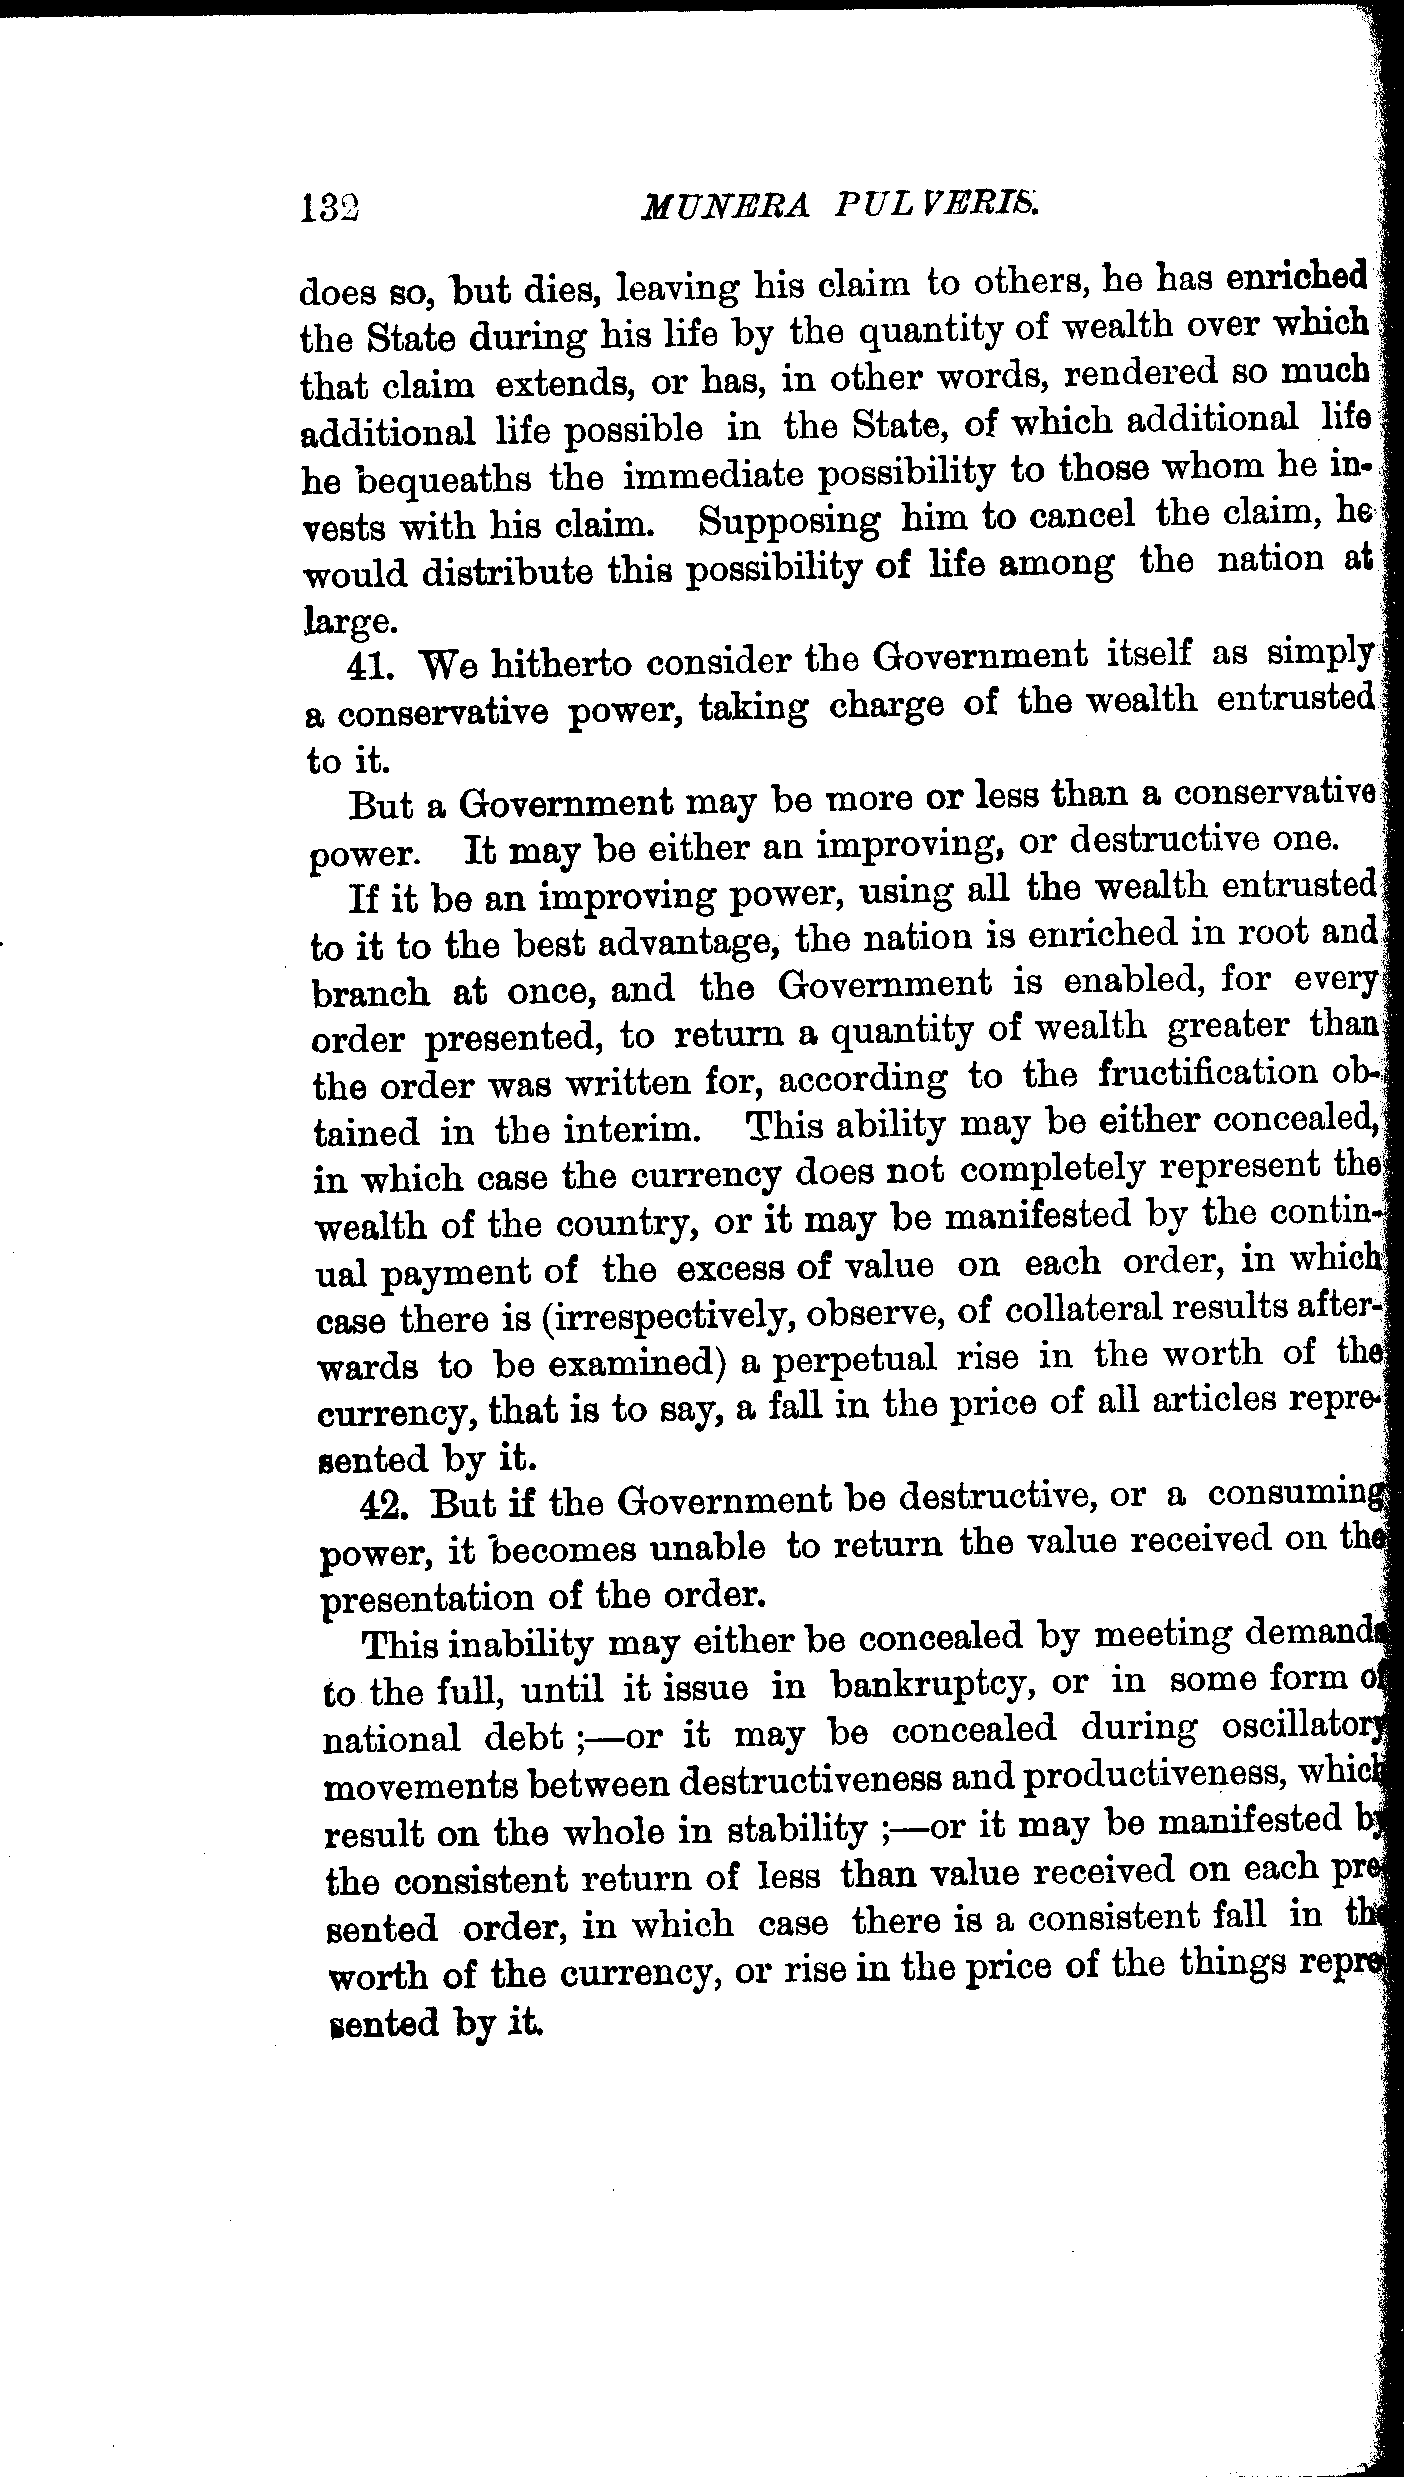 132 MUNERA PULVERIS.
does so, but dies, leaving his claim to others, he has enriched
the State during his life by the quantity of wealth over which
that claim extends, or has, in other words, rendered so much
additional life possible in the State, of which additional life
he bequeaths the immediate possibility to those whom he in-
vests with his claim. Supposing him to cancel the claim, he
would distribute this possibility of life among the nation at
large.
41. We hitherto consider the Government itself as simply
a conservative power, taking charge of the wealth entrusted
to it.
But a Government may be more or less than a conservative
power. It may be either an improving, or destructive one.
If it be an improving power, using all the wealth entrusted
to it to the best advantage, the nation is enriched in root and
branch at once, and the Government is enabled, for every
order presented, to return a quantity of wealth greater than
the order was written for, according to the fructification ob-
tained in the interim. This ability may be either concealed,
in which case the currency does not completely represent the
wealth of the country, or it may be manifested by the contin-
ual payment of the excess of value on each order, in which
case there is (irrespectively, observe, of collateral results after-
wards to be examined) a perpetual rise in the worth of the
currency, that is to say, a fall in the price of all articles repre-
sented by it.
42. But if the Government be destructive, or a consuming
power, it becomes unable to return the value received on the
presentation of the order.
This inability may either be concealed by meeting demands
to the full, until it issue in bankruptcy, or in some form of
national debt ;—or it may be concealed during oscillatory
movements between destructiveness and productiveness, which
result on the whole in stability ;—or it may be manifested by
the consistent return of less than value received on each pre-
sented order, in which case there is a consistent fall in the
worth of the currency, or rise in the price of the things repre-
sented by it.